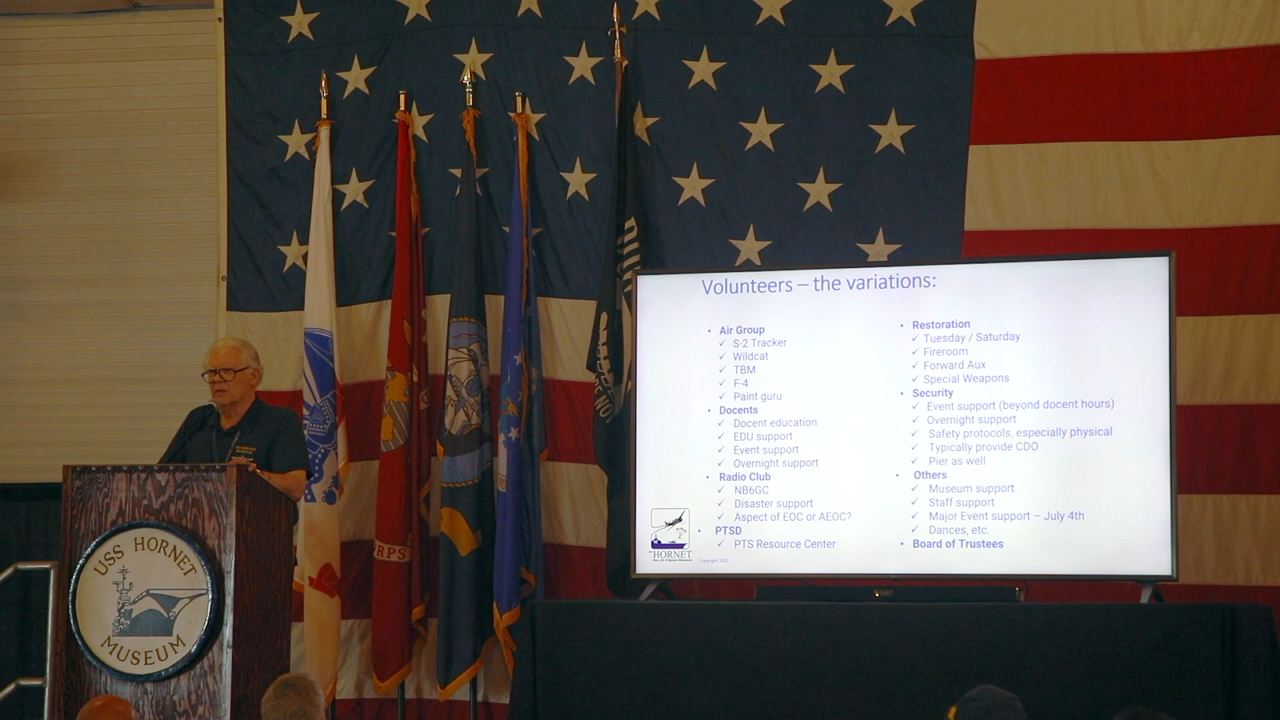 Volunteers – the variations:
• Air Group
✓ S-2 Tracker
✓ Wildcat
✓ TBM
✓ F-4
✓ Paint guru
• Docents
✓ Docent education
✓ EDU support
✓ Event support
✓ Overnight support
• Radio Club
✓ NB6GC
✓ Disaster support
✓ Aspect of EOC or AEOC?
• PTSD
✓ PTS Resource Center
• Restoration
✓ Tuesday / Saturday
✓ Fireroom
✓ Forward Aux
✓ Special Weapons
• Security
✓ Event support (beyond docent hours)
✓ Overnight support
✓ Safety protocols, especially physical
✓ Typically provide CDO
✓ Pier as well
• Others
✓ Museum support
✓ Staff support
✓ Major Event support – July 4th
✓ Dances, etc.
• Board of Trustees
HORNET
USS HORNET
MUSEUM
RPS